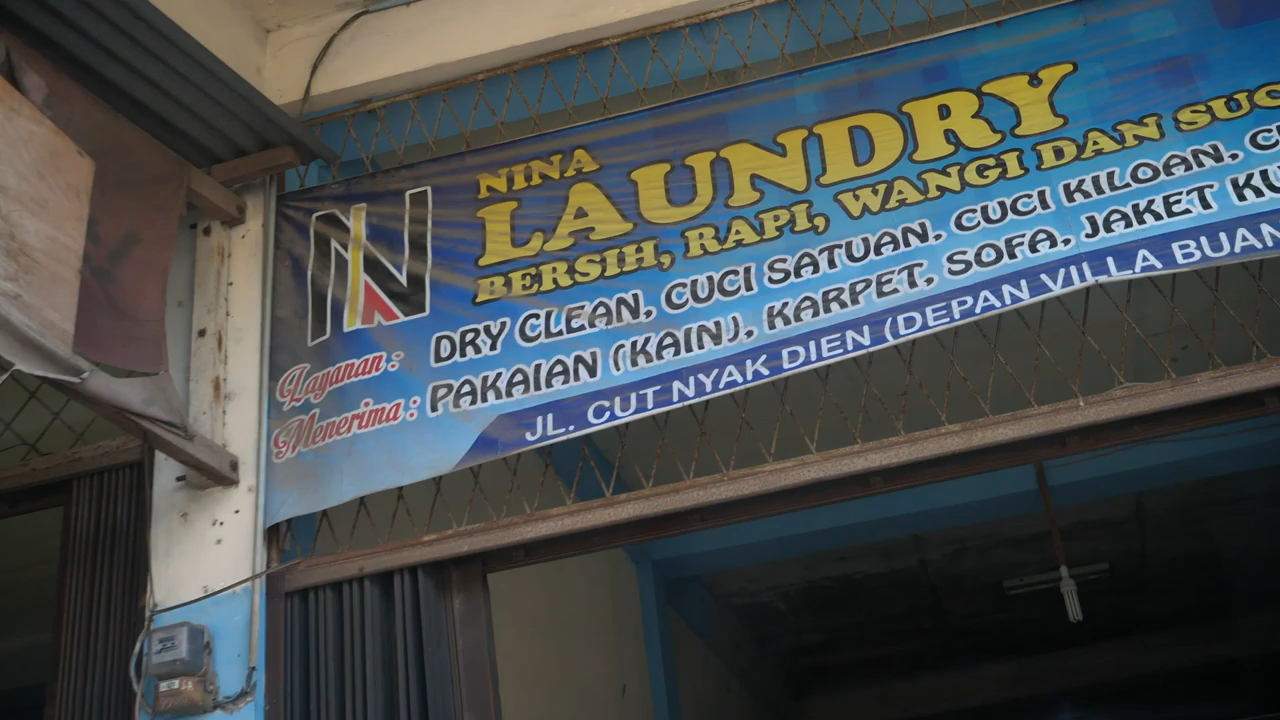 NINA
LAUNDRY
BERSIH, RAPI, WANGI DAN
Layanan : DRY CLEAN, CUCI SATUAN, CUCI KILOAN,
Menerima : PAKAIAN (KAIN), KARPET, SOFA, JAKET
JL. CUT NYAK DIEN (DEPAN VILLA